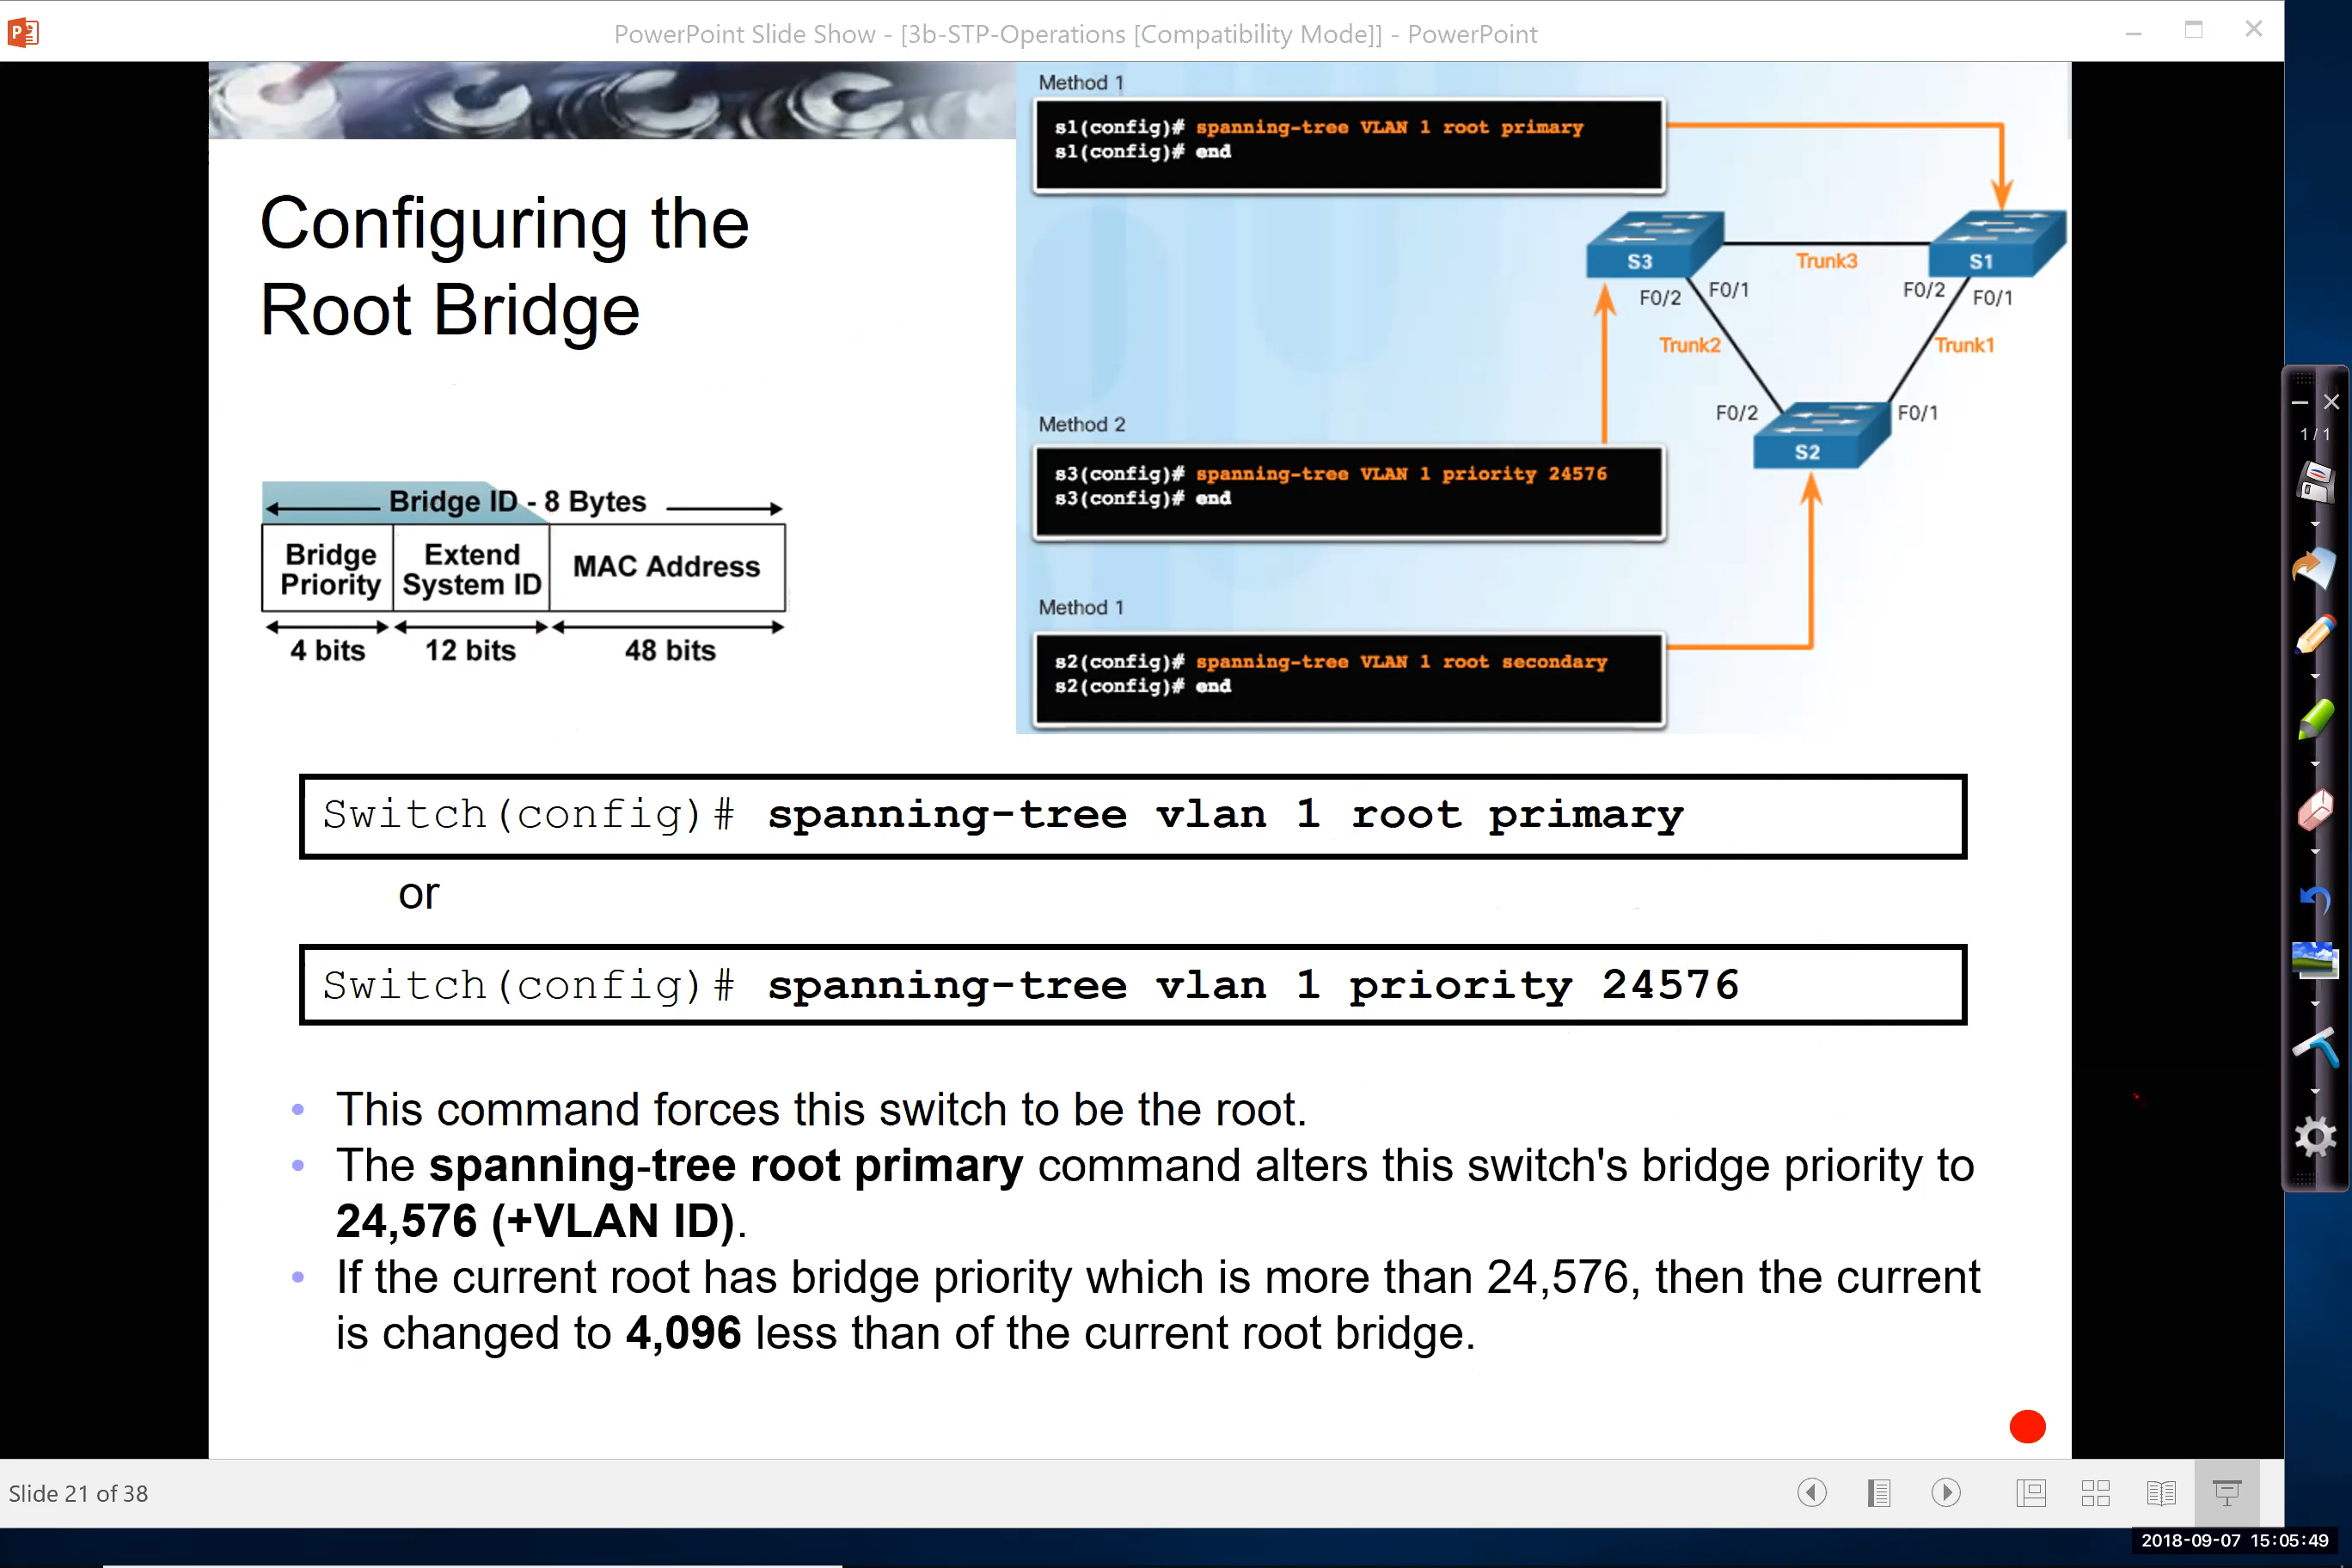 PowerPoint Slide Show - [3b-STP-Operations [Compatibility Mode]] - PowerPoint
Configuring the
Root Bridge
Bridge ID - 8 Bytes
Bridge Priority
Extend System ID
MAC Address
4 bits
12 bits
48 bits
Method 1
s1(config)# spanning-tree VLAN 1 root primary
s1(config)# end
S3
Trunk3
S1
F0/2
F0/1
F0/2
F0/1
Trunk2
Trunk1
F0/2
F0/1
S2
Method 2
s3(config)# spanning-tree VLAN 1 priority 24576
s3(config)# end
Method 1
s2(config)# spanning-tree VLAN 1 root secondary
s2(config)# end
Switch(config)# spanning-tree vlan 1 root primary
or
Switch(config)# spanning-tree vlan 1 priority 24576
• This command forces this switch to be the root.
• The spanning-tree root primary command alters this switch's bridge priority to
24,576 (+VLAN ID).
• If the current root has bridge priority which is more than 24,576, then the current
is changed to 4,096 less than of the current root bridge.
1/1
Slide 21 of 38
2018-09-07 15:05:49